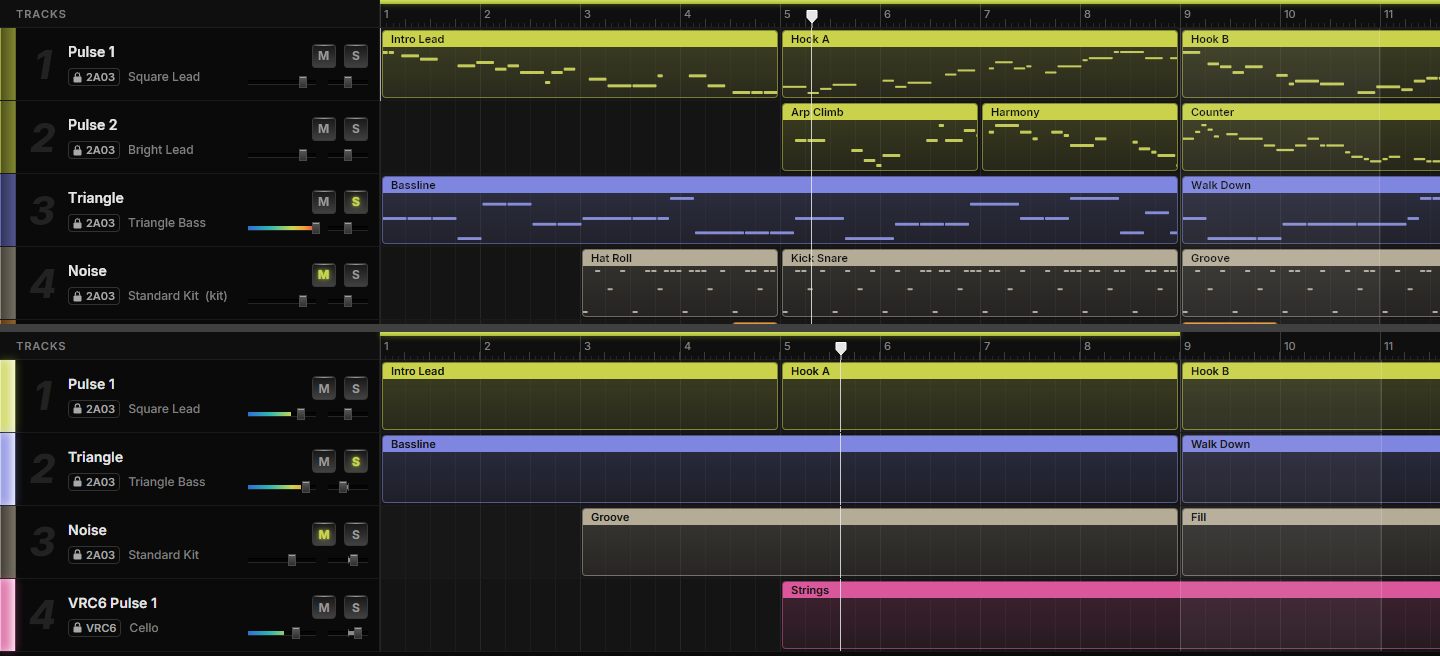 TRACKS 1 2 3 4 5 6 7 8 9 10 11
1 Pulse 1 M S Intro Lead Hook A Hook B
2A03 Square Lead
2 Pulse 2 M S Arp Climb Harmony Counter
2A03 Bright Lead
3 Triangle M S Bassline Walk Down
2A03 Triangle Bass
4 Noise M S Hat Roll Kick Snare Groove
2A03 Standard Kit (kit)
TRACKS 1 2 3 4 5 6 7 8 9 10 11
1 Pulse 1 M S Intro Lead Hook A Hook B
2A03 Square Lead
2 Triangle M S Bassline Walk Down
2A03 Triangle Bass
3 Noise M S Groove Fill
2A03 Standard Kit
4 VRC6 Pulse 1 M S Strings
VRC6 Cello